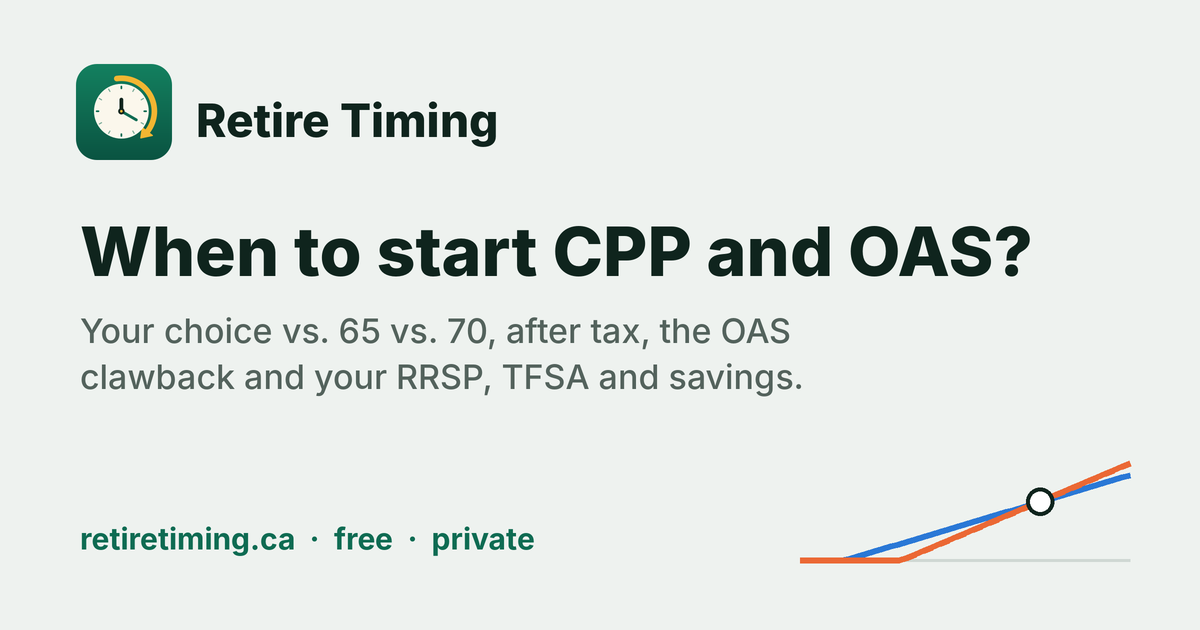 Retire Timing
When to start CPP and OAS?
Your choice vs. 65 vs. 70, after tax, the OAS
clawback and your RRSP, TFSA and savings.
retiretiming.ca · free · private